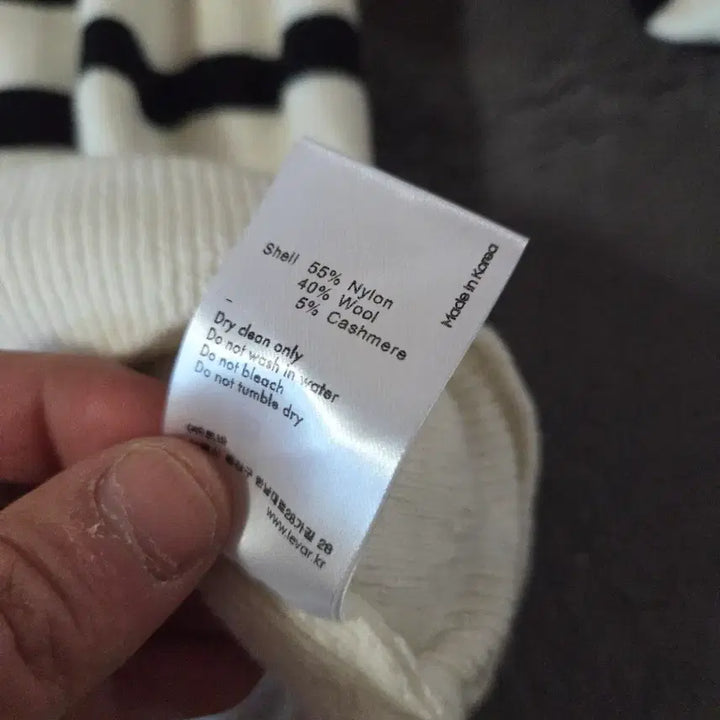 Shell 55% Nylon
40% Wool
5% Cashmere
Made In Korea
Dry clean only
Do not wash in water
Do not bleach
Do not tumble dry
28
www.levar.kr